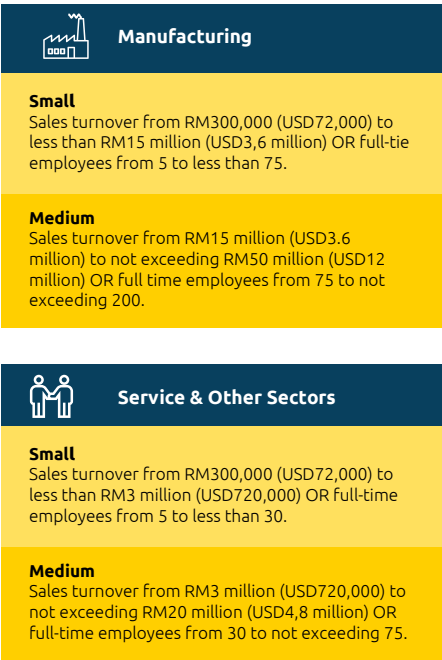 Manufacturing
Small
Sales turnover from RM300,000 (USD72,000) to
less than RM15 million (USD3,6 million) OR full-tie
employees from 5 to less than 75.
Medium
Sales turnover from RM15 million (USD3.6
million) to not exceeding RM50 million (USD12
million) OR full time employees from 75 to not
exceeding 200.
Service & Other Sectors
Small
Sales turnover from RM300,000 (USD72,000) to
less than RM3 million (USD720,000) OR full-time
employees from 5 to less than 30.
Medium
Sales turnover from RM3 million (USD720,000) to
not exceeding RM20 million (USD4,8 million) OR
full-time employees from 30 to not exceeding 75.